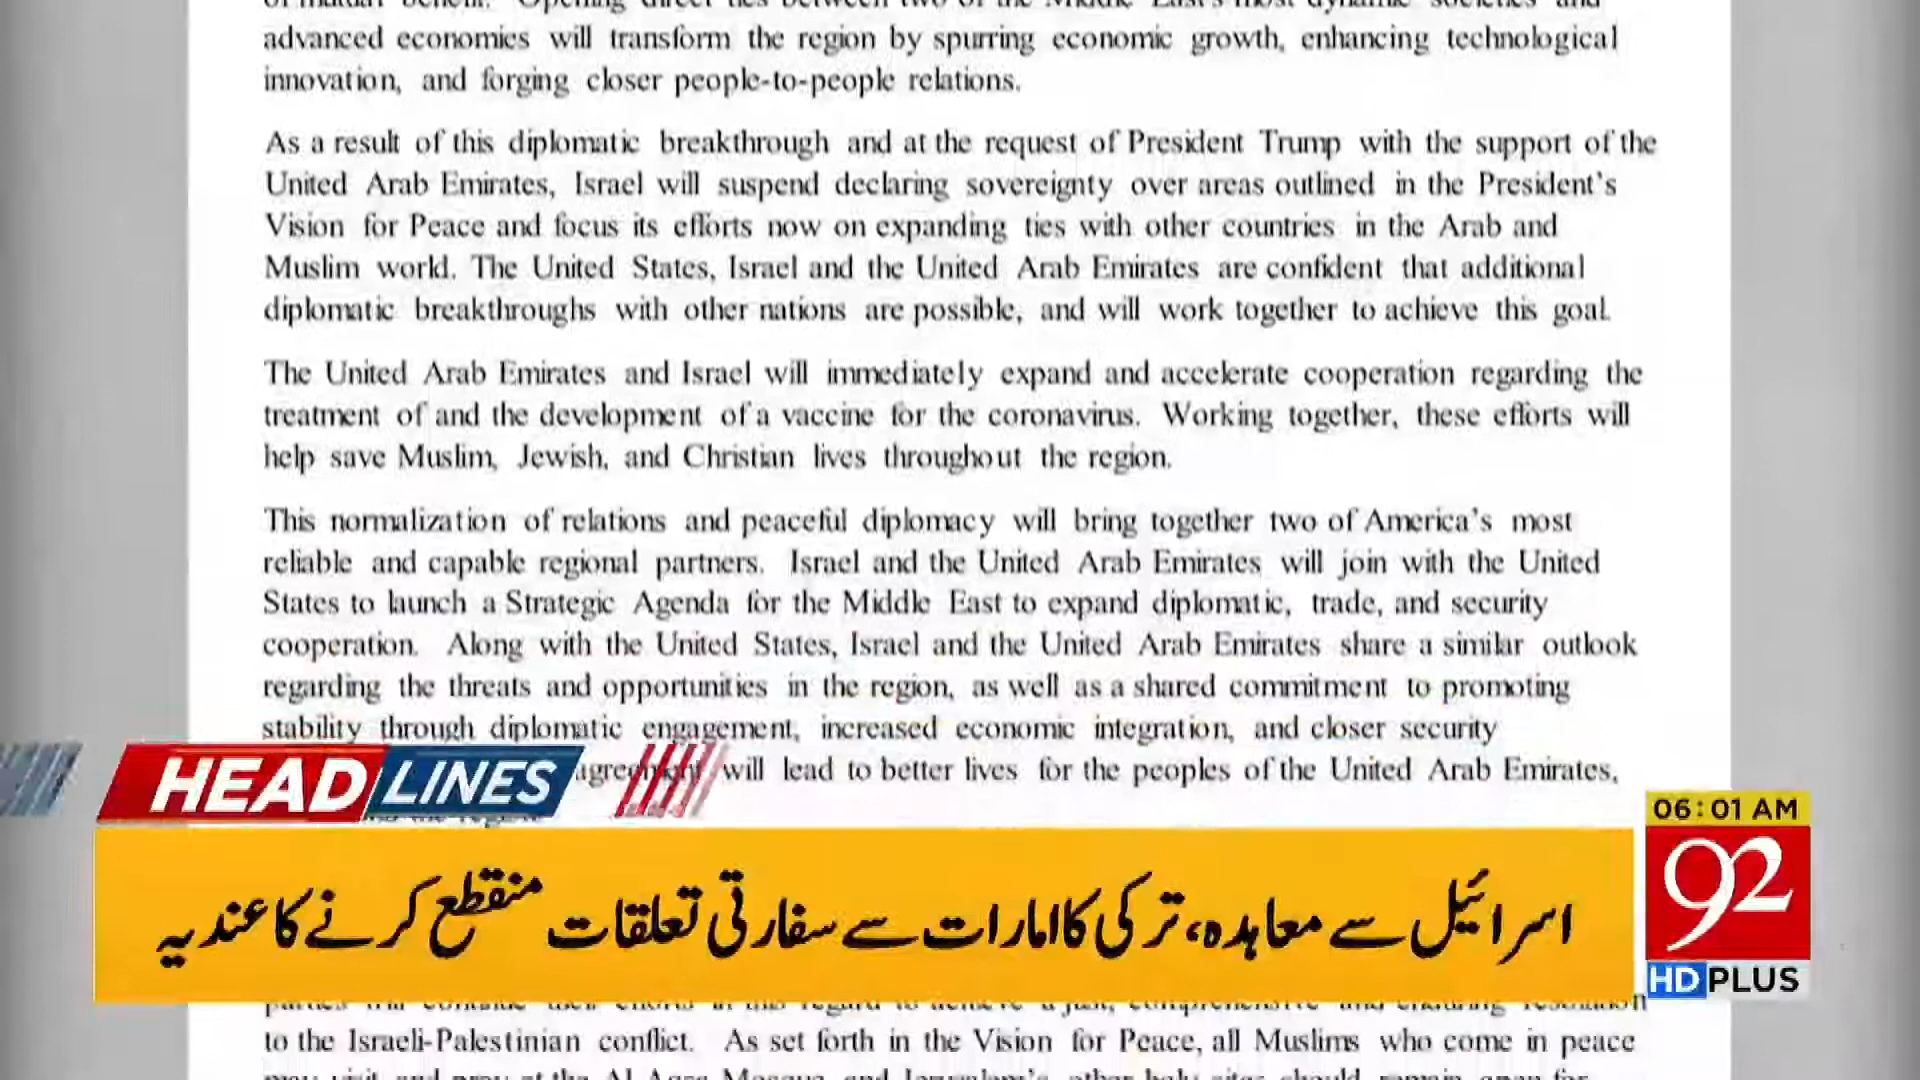 advanced economies will transform the region by spurring economic growth, enhancing technological
innovation, and forging closer people-to-people relations.
As a result of this diplomatic breakthrough and at the request of President Trump with the support of the
United Arab Emirates, Israel will suspend declaring sovereignty over areas outlined in the President's
Vision for Peace and focus its efforts now on expanding ties with other countries in the Arab and
Muslim world. The United States, Israel and the United Arab Emirates are confident that additional
diplomatic breakthroughs with other nations are possible, and will work together to achieve this goal.
The United Arab Emirates and Israel will immediately expand and accelerate cooperation regarding the
treatment of and the development of a vaccine for the coronavirus. Working together, these efforts will
help save Muslim, Jewish, and Christian lives throughout the region.
This normalization of relations and peaceful diplomacy will bring together two of America's most
reliable and capable regional partners. Israel and the United Arab Emirates will join with the United
States to launch a Strategic Agenda for the Middle East to expand diplomatic, trade, and security
cooperation. Along with the United States, Israel and the United Arab Emirates share a similar outlook
regarding the threats and opportunities in the region, as well as a shared commitment to promoting
stability through diplomatic engagement, increased economic integration, and closer security
agreement will lead to better lives for the peoples of the United Arab Emirates,
HEADLINES
06:01 AM
اسرائیل سے معاہدہ، ترکی کا امارات سے سفارتی تعلقات منقطع کرنے کا عندیہ
92
HD PLUS
to the Israeli-Palestinian conflict. As set forth in the Vision for Peace, all Muslims who come in peace